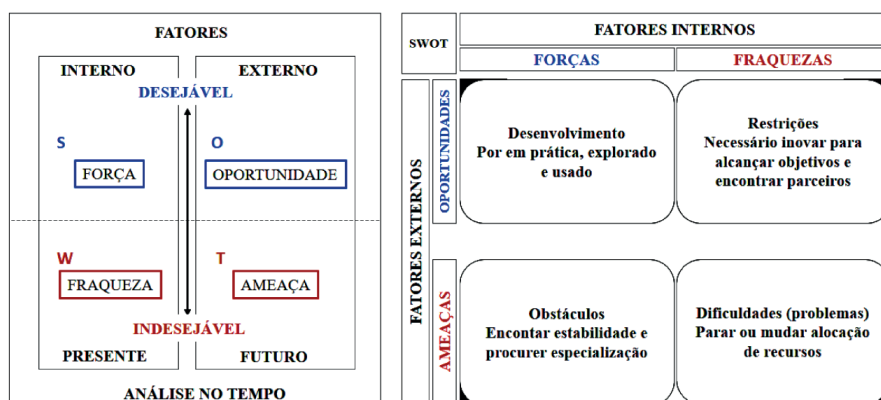 FATORES
INTERNO EXTERNO
DESEJÁVEL
S O
FORÇA OPORTUNIDADE
W T
FRAQUEZA AMEAÇA
INDESEJÁVEL
PRESENTE FUTURO
ANÁLISE NO TEMPO
SWOT
FATORES INTERNOS
FORÇAS FRAQUEZAS
FATORES EXTERNOS
OPORTUNIDADES
Desenvolvimento
Por em prática, explorado
e usado
Restrições
Necessário inovar para
alcançar objetivos e
encontrar parceiros
AMEAÇAS
Obstáculos
Encontar estabilidade e
procurer especialização
Dificuldades (problemas)
Parar ou mudar alocação
de recursos